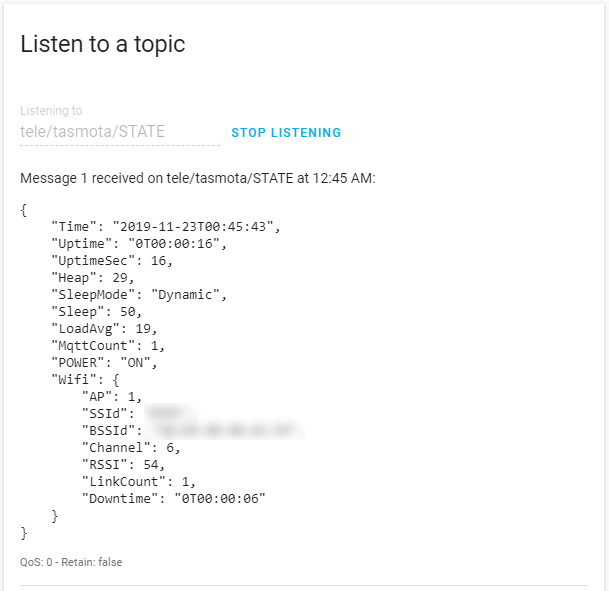 Listen to a topic
Listening to
tele/tasmota/STATE
STOP LISTENING
Message 1 received on tele/tasmota/STATE at 12:45 AM:
{
    "Time": "2019-11-23T00:45:43",
    "Uptime": "0T00:00:16",
    "UptimeSec": 16,
    "Heap": 29,
    "SleepMode": "Dynamic",
    "Sleep": 50,
    "LoadAvg": 19,
    "MqttCount": 1,
    "POWER": "ON",
    "Wifi": {
        "AP": 1,
        "SSId":
        "BSSId":
        "Channel": 6,
        "RSSI": 54,
        "LinkCount": 1,
        "Downtime": "0T00:00:06"
    }
}
QoS: 0 - Retain: false